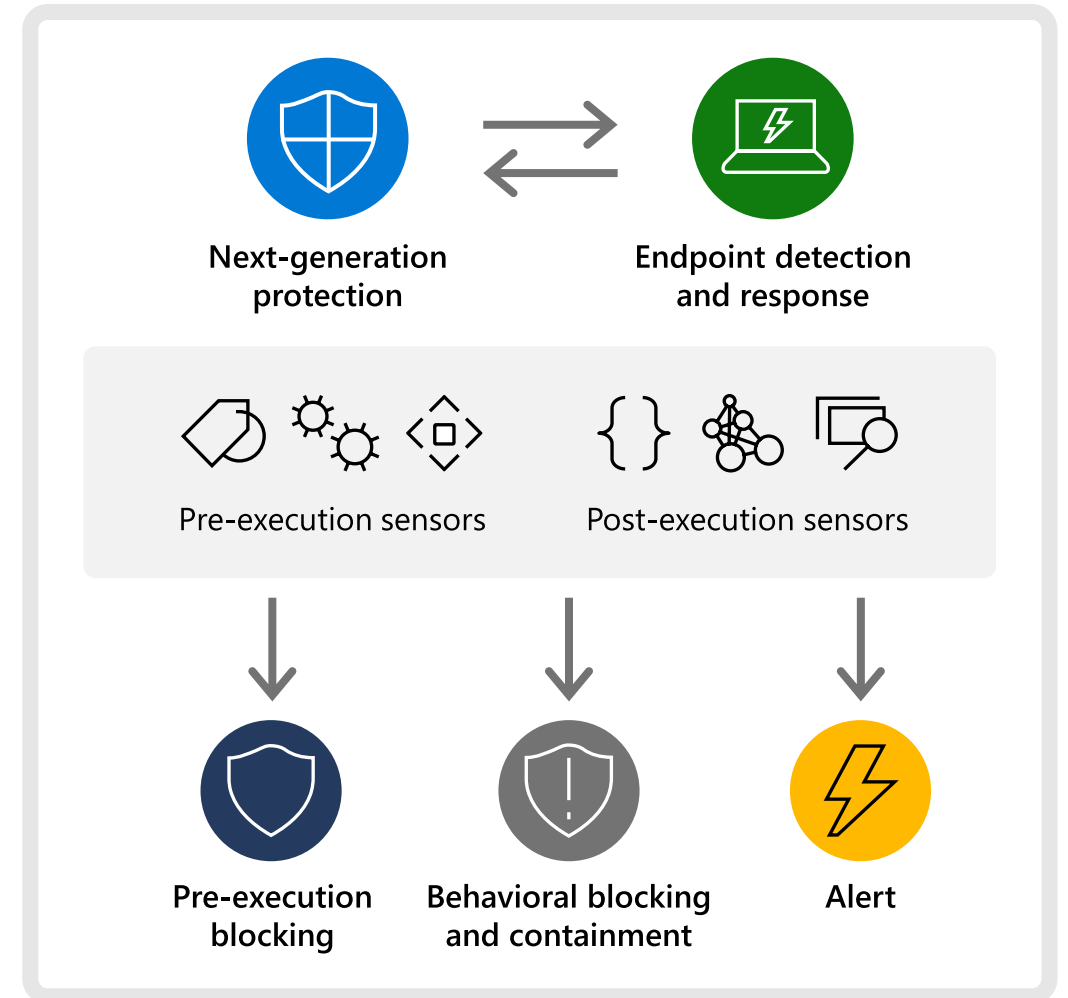 Next-generation
protection
Endpoint detection
and response
Pre-execution sensors
Post-execution sensors
Pre-execution
blocking
Behavioral blocking
and containment
Alert